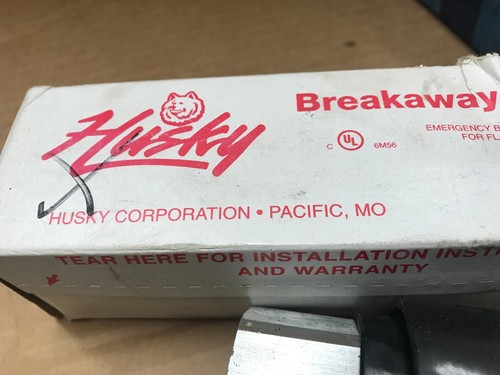 Husky
Breakaway
EMERGENCY B
FOR FL
C UL 6M56
HUSKY CORPORATION • PACIFIC, MO
TEAR HERE FOR INSTALLATION INST
AND WARRANTY